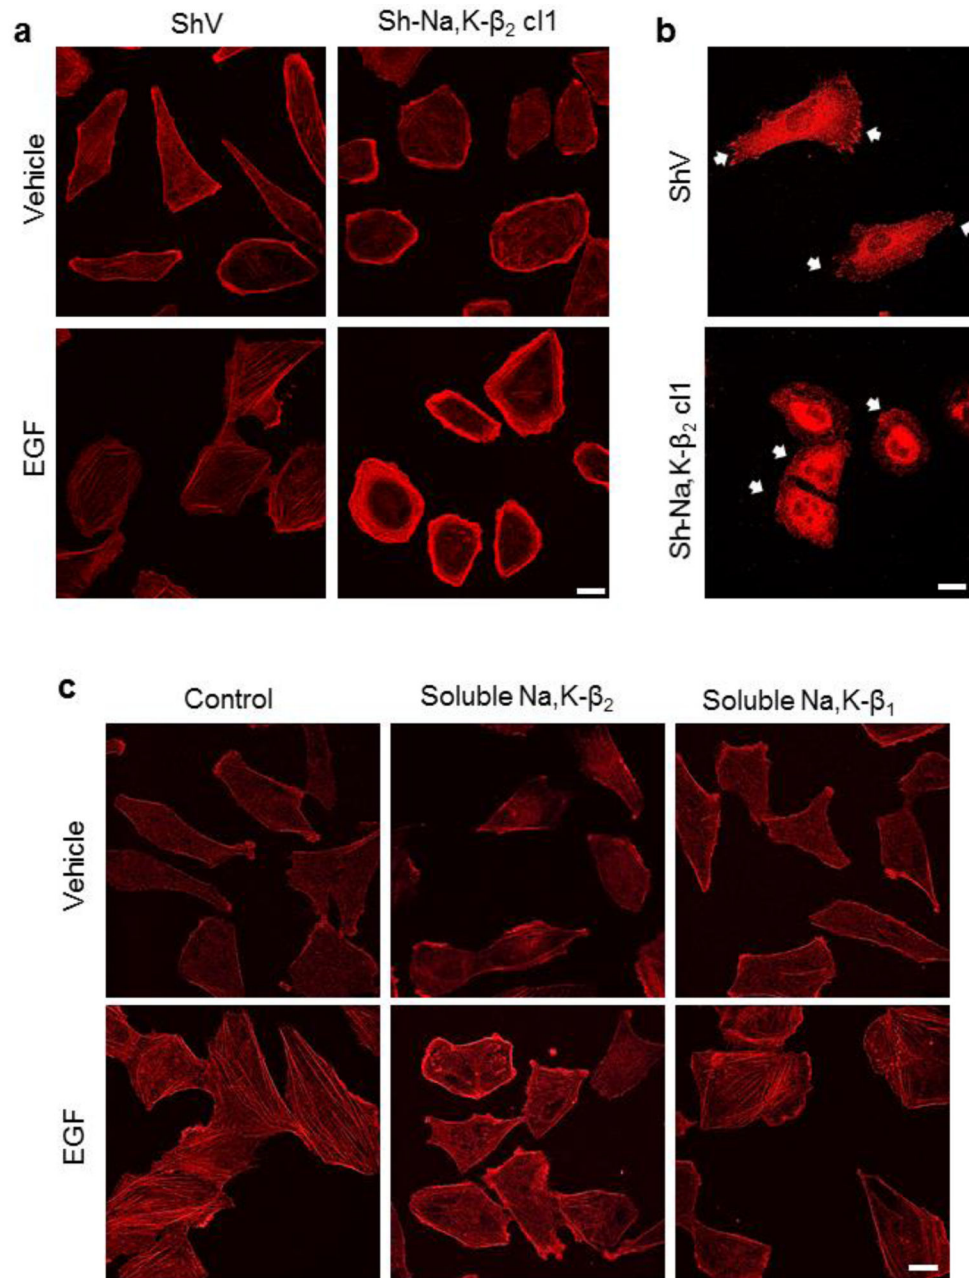 a
ShV
Sh-Na,K-β₂ cl1
Vehicle
EGF
b
ShV
Sh-Na,K-β₂ cl1
c
Control
Soluble Na,K-β₂
Soluble Na,K-β₁
Vehicle
EGF